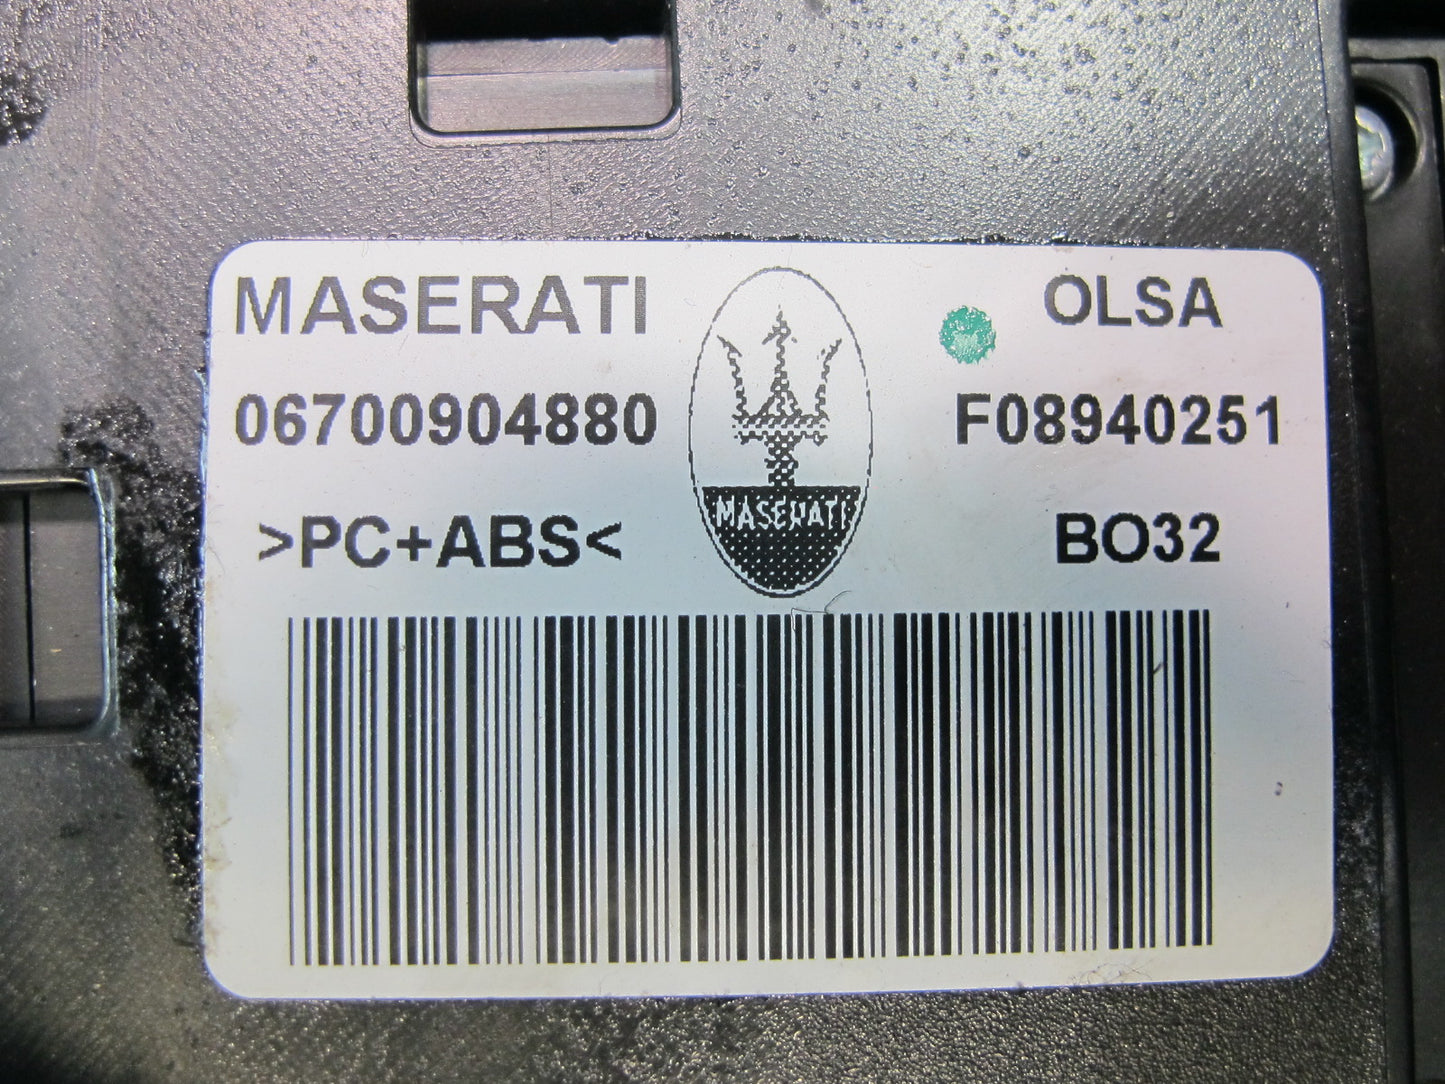 MASERATI
OLSA
06700904880
F08940251
MASERATI
>PC+ABS<
BO32